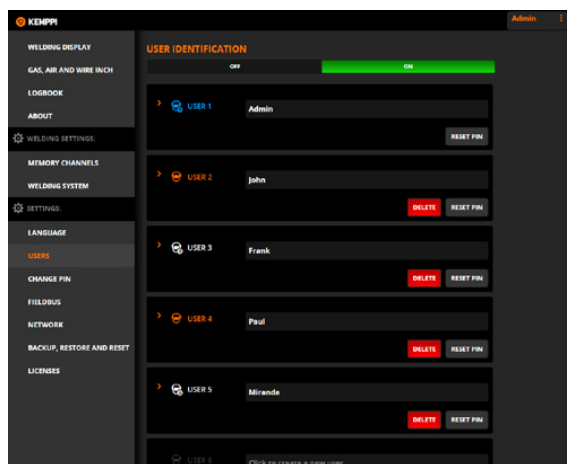 KEMPPI
Admin
WELDING DISPLAY
GAS, AIR AND WIRE INCH
LOGBOOK
ABOUT
WELDING SETTINGS:
MEMORY CHANNELS
WELDING SYSTEM
SETTINGS:
LANGUAGE
USERS
CHANGE PIN
FIELDBUS
NETWORK
BACKUP, RESTORE AND RESET
LICENSES
USER IDENTIFICATION
OFF ON
USER 1 Admin
RESET PIN
USER 2 John
DELETE RESET PIN
USER 3 Frank
DELETE RESET PIN
USER 4 Paul
DELETE RESET PIN
USER 5 Miranda
DELETE RESET PIN
USER 6 Click to create a new user